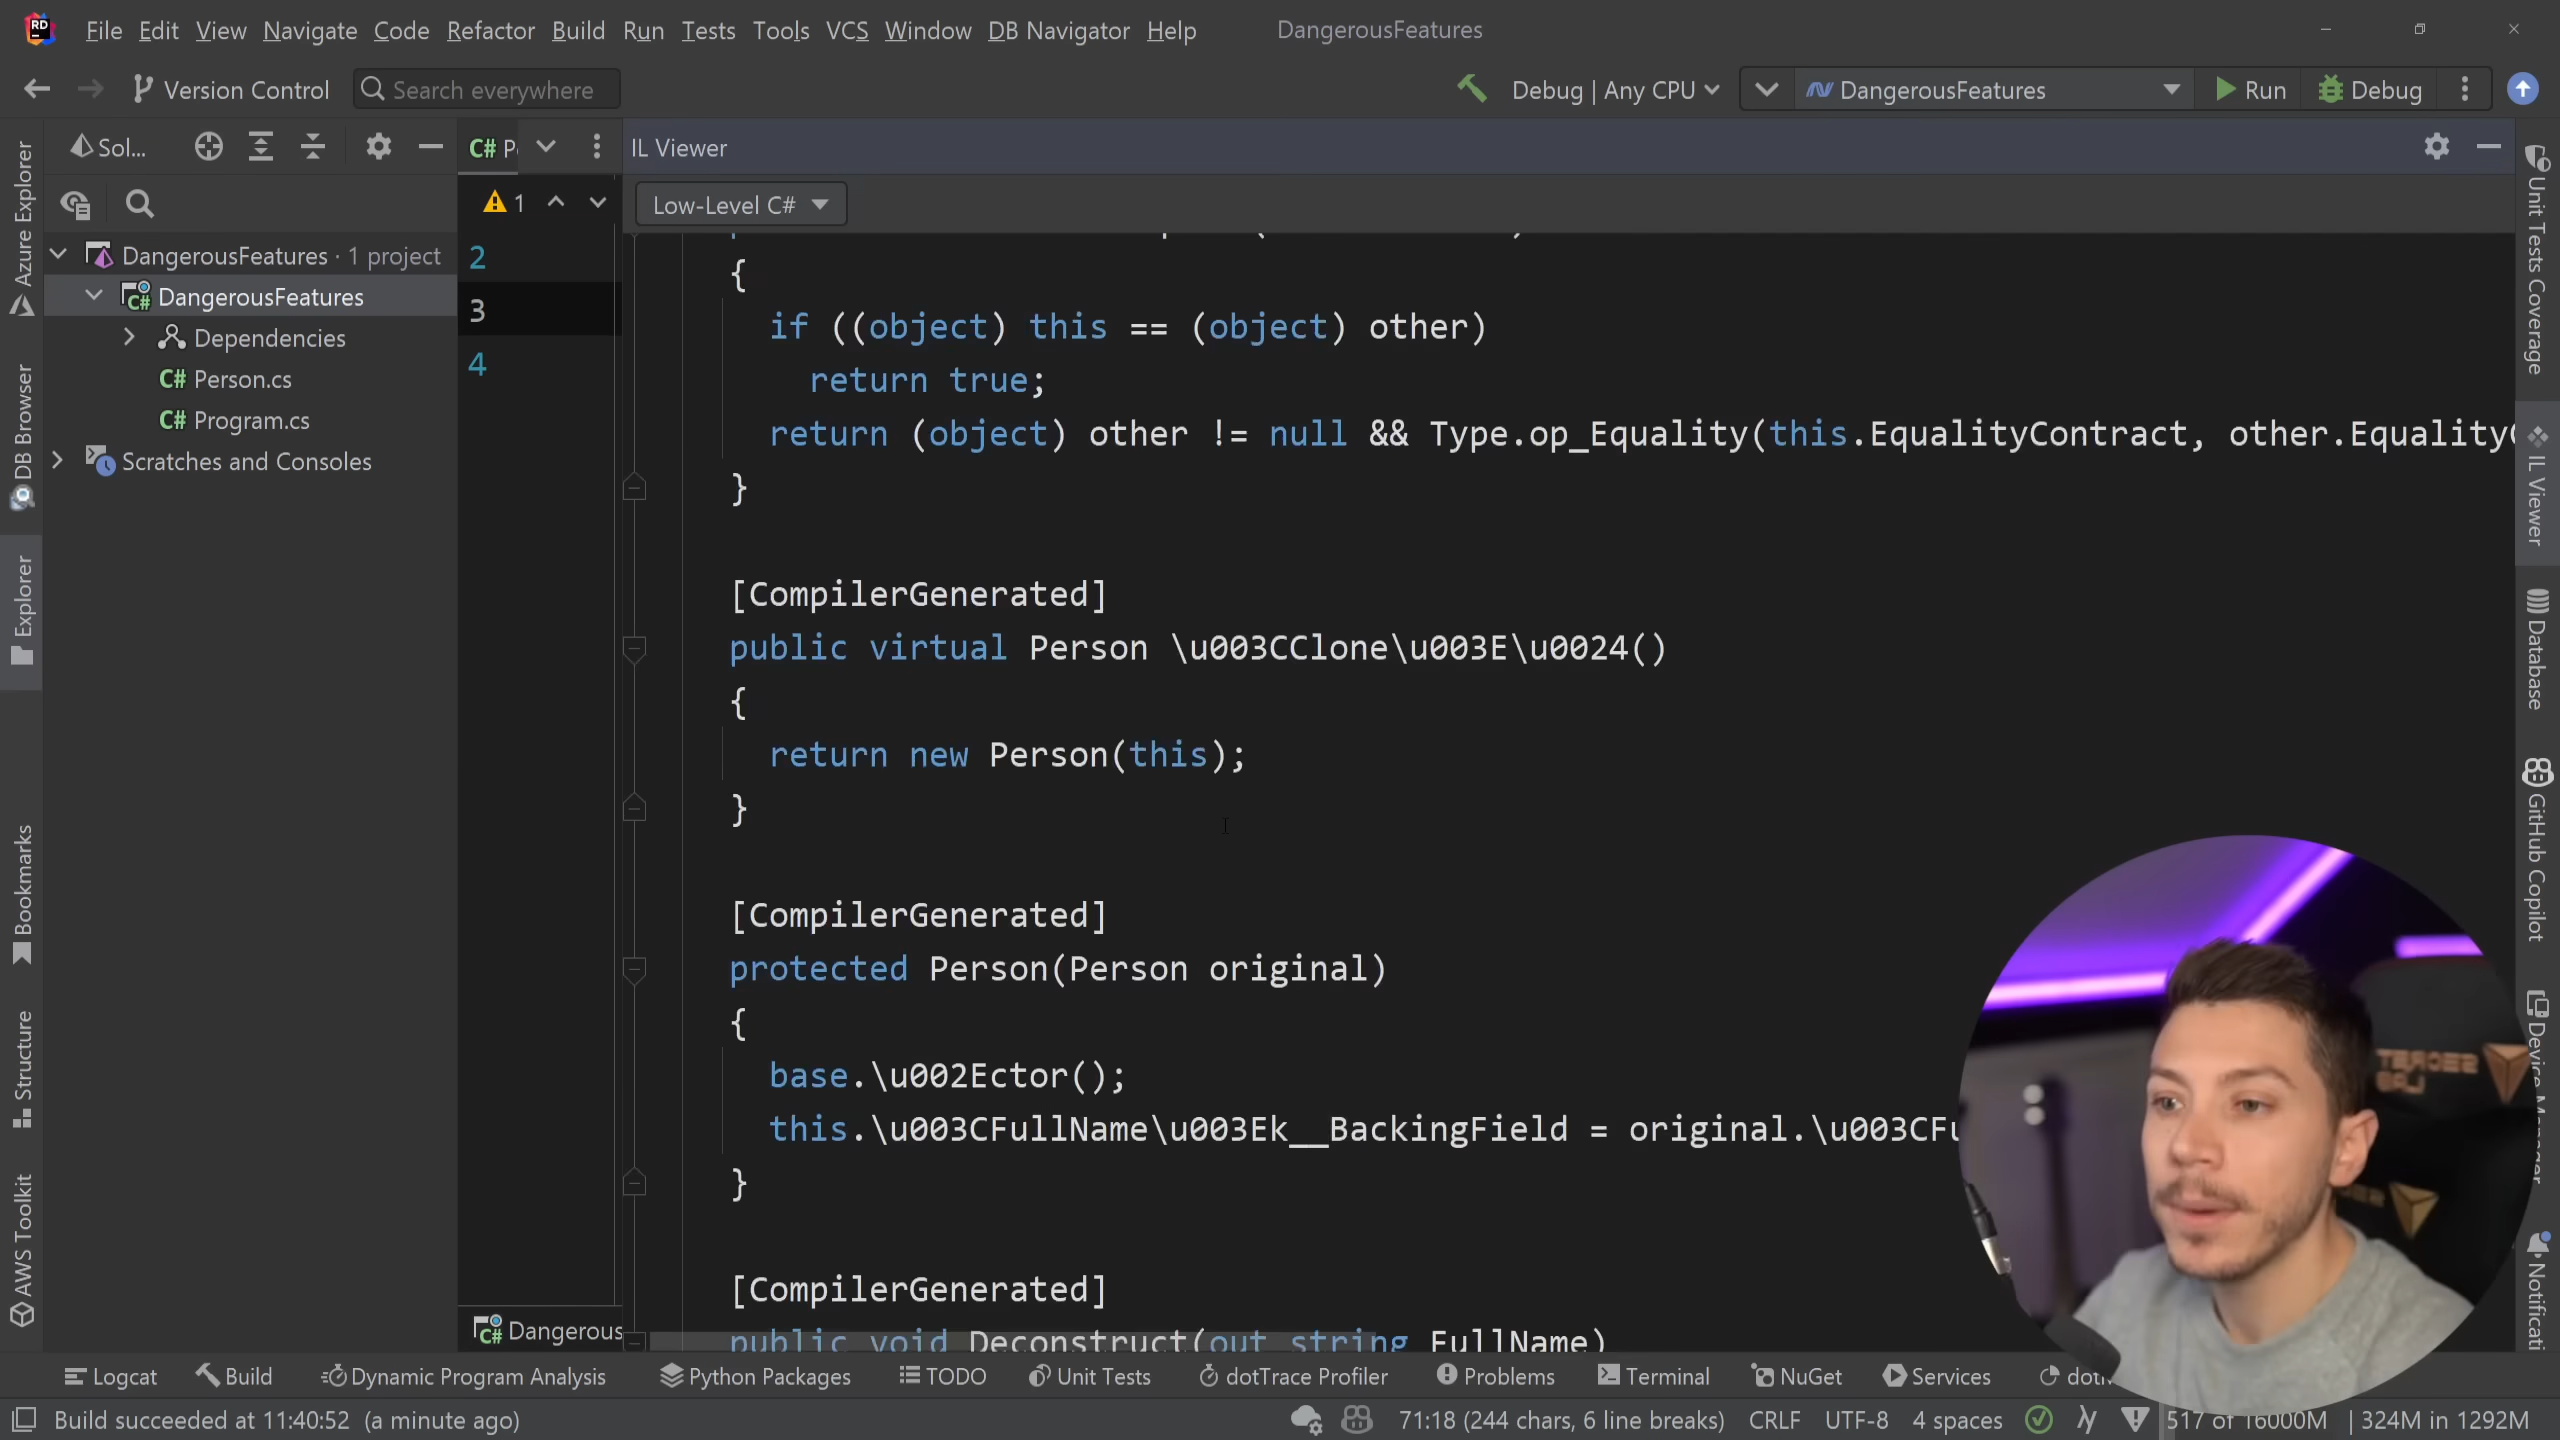 RD File Edit View Navigate Code Refactor Build Run Tests Tools VCS Window DB Navigator Help DangerousFeatures
Version Control Search everywhere Debug | Any CPU DangerousFeatures Run Debug
Sol... C# IL Viewer
1 Low-Level C#
DangerousFeatures · 1 project
DangerousFeatures
Dependencies
C# Person.cs
C# Program.cs
Scratches and Consoles
Azure Explorer
DB Browser
Explorer
Bookmarks
Structure
AWS Toolkit
2
3
4
{
if ((object) this == (object) other)
return true;
return (object) other != null && Type.op_Equality(this.EqualityContract, other.Equality
}
[CompilerGenerated]
public virtual Person \u003CClone\u003E\u0024()
{
return new Person(this);
}
[CompilerGenerated]
protected Person(Person original)
{
base.\u002Ector();
this.\u003CFullName\u003Ek__BackingField = original.\u003CFu
}
[CompilerGenerated]
public void Deconstruct(out string FullName)
C# Dangerous
Unit Tests Coverage
IL Viewer
Database
GitHub Copilot
Device
Notificati
Logcat Build Dynamic Program Analysis Python Packages TODO Unit Tests dotTrace Profiler Problems Terminal NuGet Services
Build succeeded at 11:40:52 (a minute ago) 71:18 (244 chars, 6 line breaks) CRLF UTF-8 4 spaces 517 of 16000M 324M in 1292M